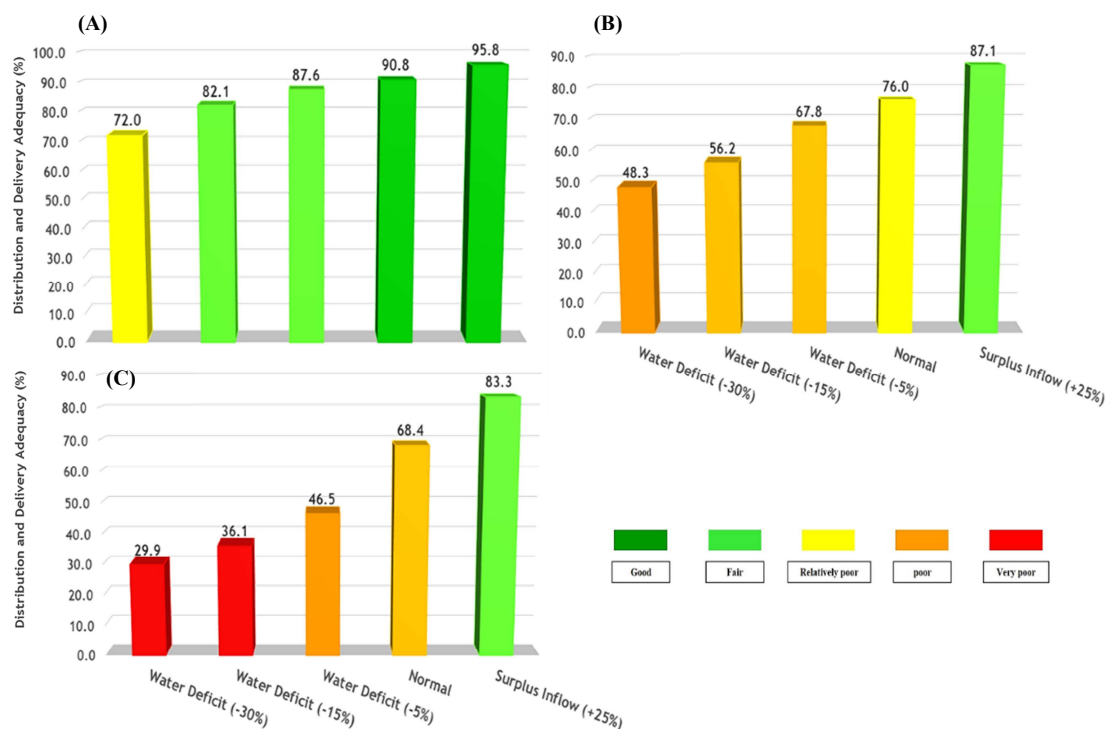 (A)
Distribution and Delivery Adequacy (%)
100.0
90.0
80.0
70.0
60.0
50.0
40.0
30.0
20.0
10.0
0.0
72.0
82.1
87.6
90.8
95.8
(B)
90.0
80.0
70.0
60.0
50.0
40.0
30.0
20.0
10.0
0.0
48.3
56.2
67.8
76.0
87.1
Water Deficit (-30%)
Water Deficit (-15%)
Water Deficit (-5%)
Normal
Surplus Inflow (+25%)
(C)
Distribution and Delivery Adequacy (%)
90.0
80.0
70.0
60.0
50.0
40.0
30.0
20.0
10.0
0.0
29.9
36.1
46.5
68.4
83.3
Water Deficit (-30%)
Water Deficit (-15%)
Water Deficit (-5%)
Normal
Surplus Inflow (+25%)
Good
Fair
Relatively poor
poor
Very poor